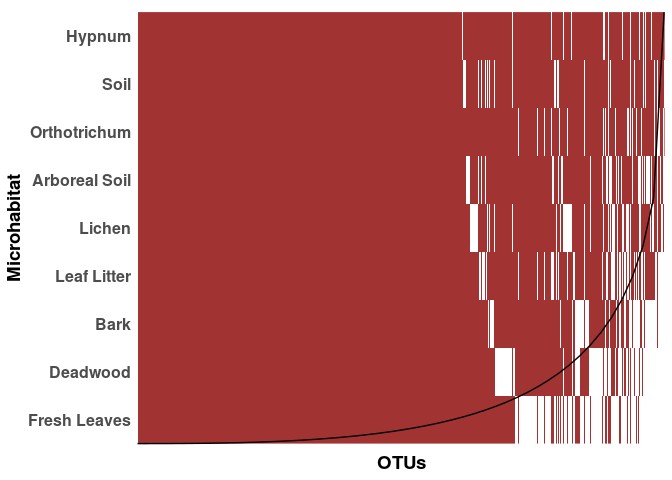 Microhabitat
Hypnum
Soil
Orthotrichum
Arboreal Soil
Lichen
Leaf Litter
Bark
Deadwood
Fresh Leaves
OTUs